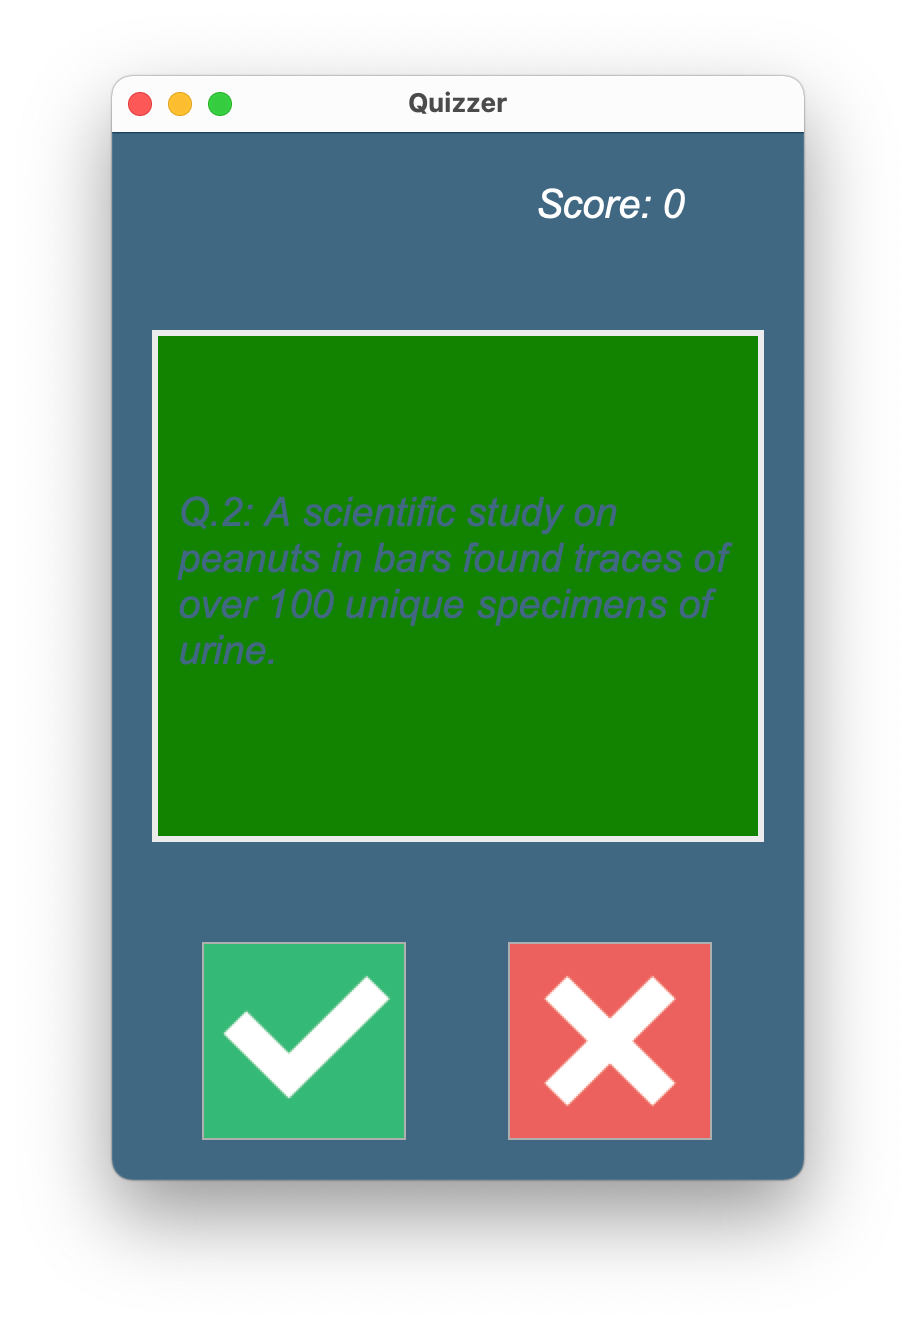 Quizzer
Score: 0
Q.2: A scientific study on
peanuts in bars found traces of
over 100 unique specimens of
urine.